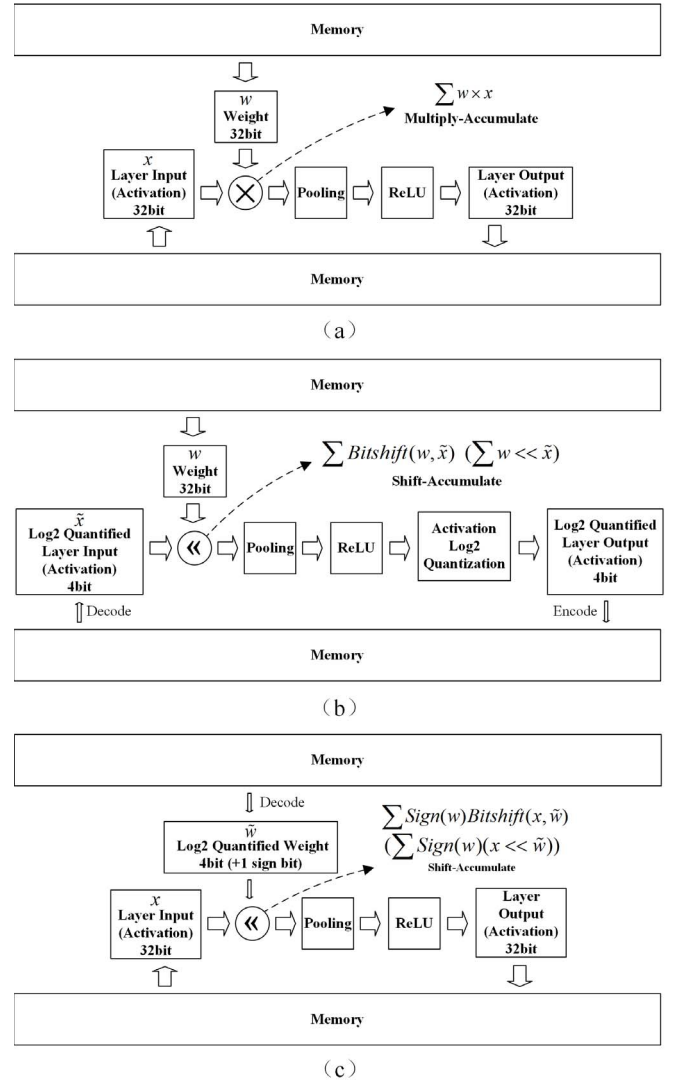 Memory
w
Weight
32bit
∑ w × x
Multiply-Accumulate
x
Layer Input
(Activation)
32bit
Pooling
ReLU
Layer Output
(Activation)
32bit
Memory
(a)
Memory
w
Weight
32bit
∑ Bitshift(w, x̃) (∑ w << x̃)
Shift-Accumulate
x̃
Log2 Quantified
Layer Input
(Activation)
4bit
«
Pooling
ReLU
Activation
Log2
Quantization
Log2 Quantified
Layer Output
(Activation)
4bit
Decode
Encode
Memory
(b)
Memory
Decode
w̃
Log2 Quantified Weight
4bit (+1 sign bit)
∑ Sign(w)Bitshift(x, w̃)
(∑ Sign(w)(x << w̃))
Shift-Accumulate
x
Layer Input
(Activation)
32bit
«
Pooling
ReLU
Layer
Output
(Activation)
32bit
Memory
(c)